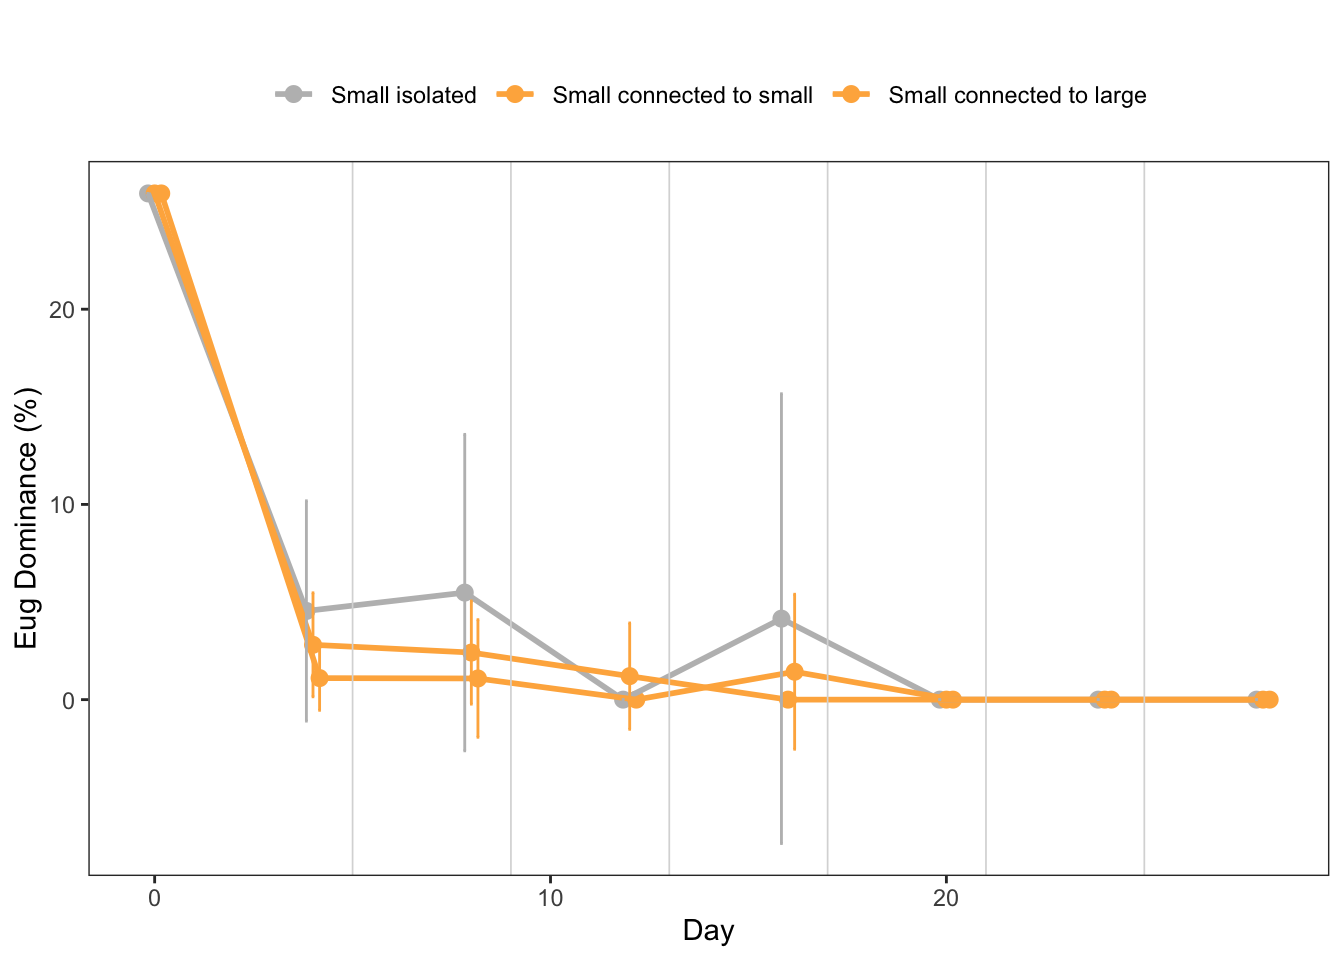 Small isolated Small connected to small Small connected to large
Eug Dominance (%)
20
10
0
0 10 20
Day